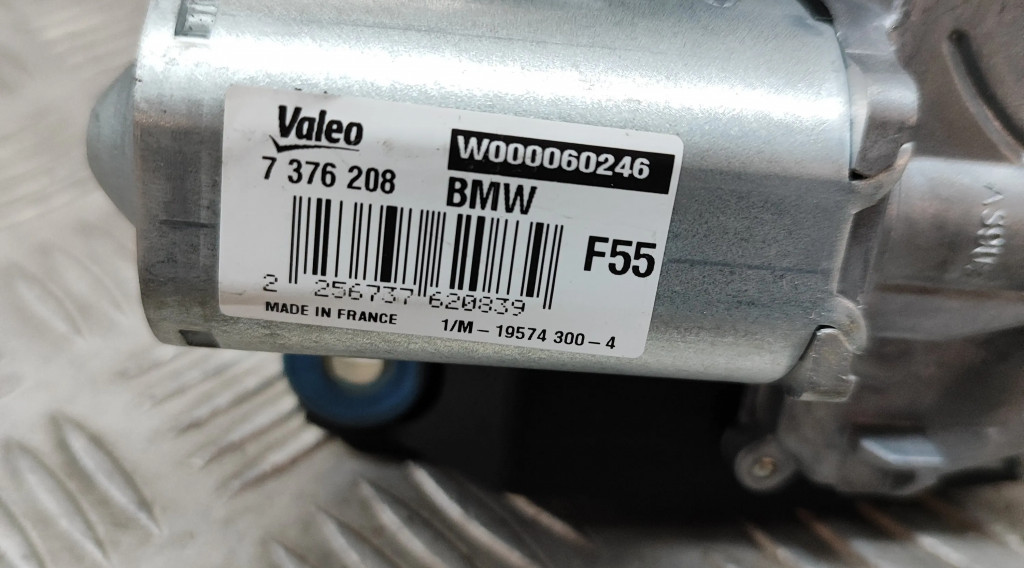 Valeo
W000060246
7 376 208
BMW
F55
2 256737 620839
MADE IN FRANCE
1/M-19574 300-4